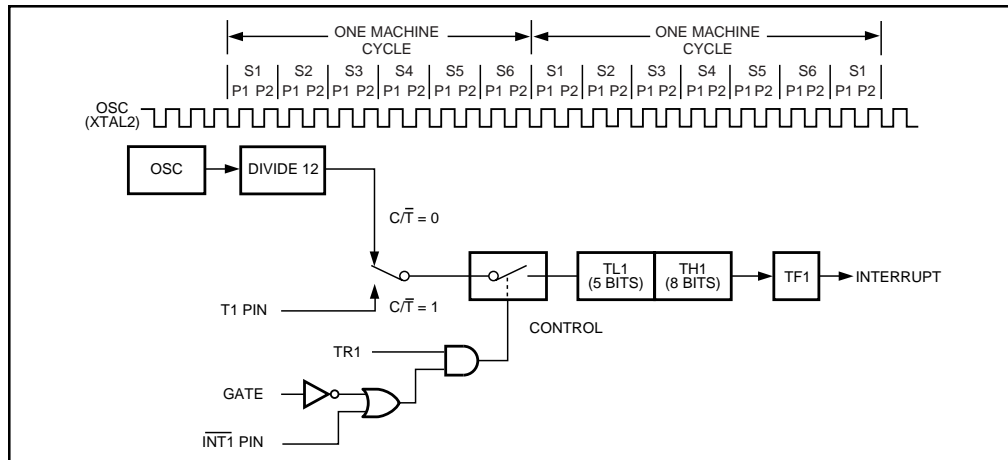 ONE MACHINE CYCLE
ONE MACHINE CYCLE
S1 S2 S3 S4 S5 S6 S1 S2 S3 S4 S5 S6 S1
P1 P2 P1 P2 P1 P2 P1 P2 P1 P2 P1 P2 P1 P2 P1 P2 P1 P2 P1 P2 P1 P2 P1 P2 P1 P2
OSC
(XTAL2)
OSC
DIVIDE 12
C/T̅ = 0
TL1
(5 BITS)
TH1
(8 BITS)
TF1
INTERRUPT
T1 PIN
C/T̅ = 1
CONTROL
TR1
GATE
I̅N̅T̅1̅ PIN